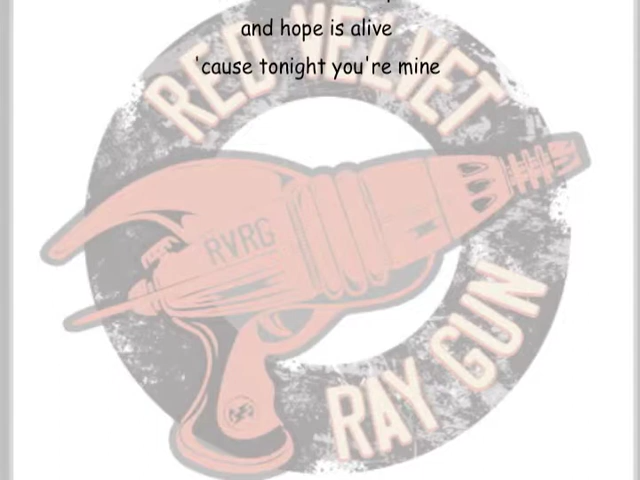 and hope is alive
'cause tonight you're mine
RED VELVET
RVRG
RAY GUN